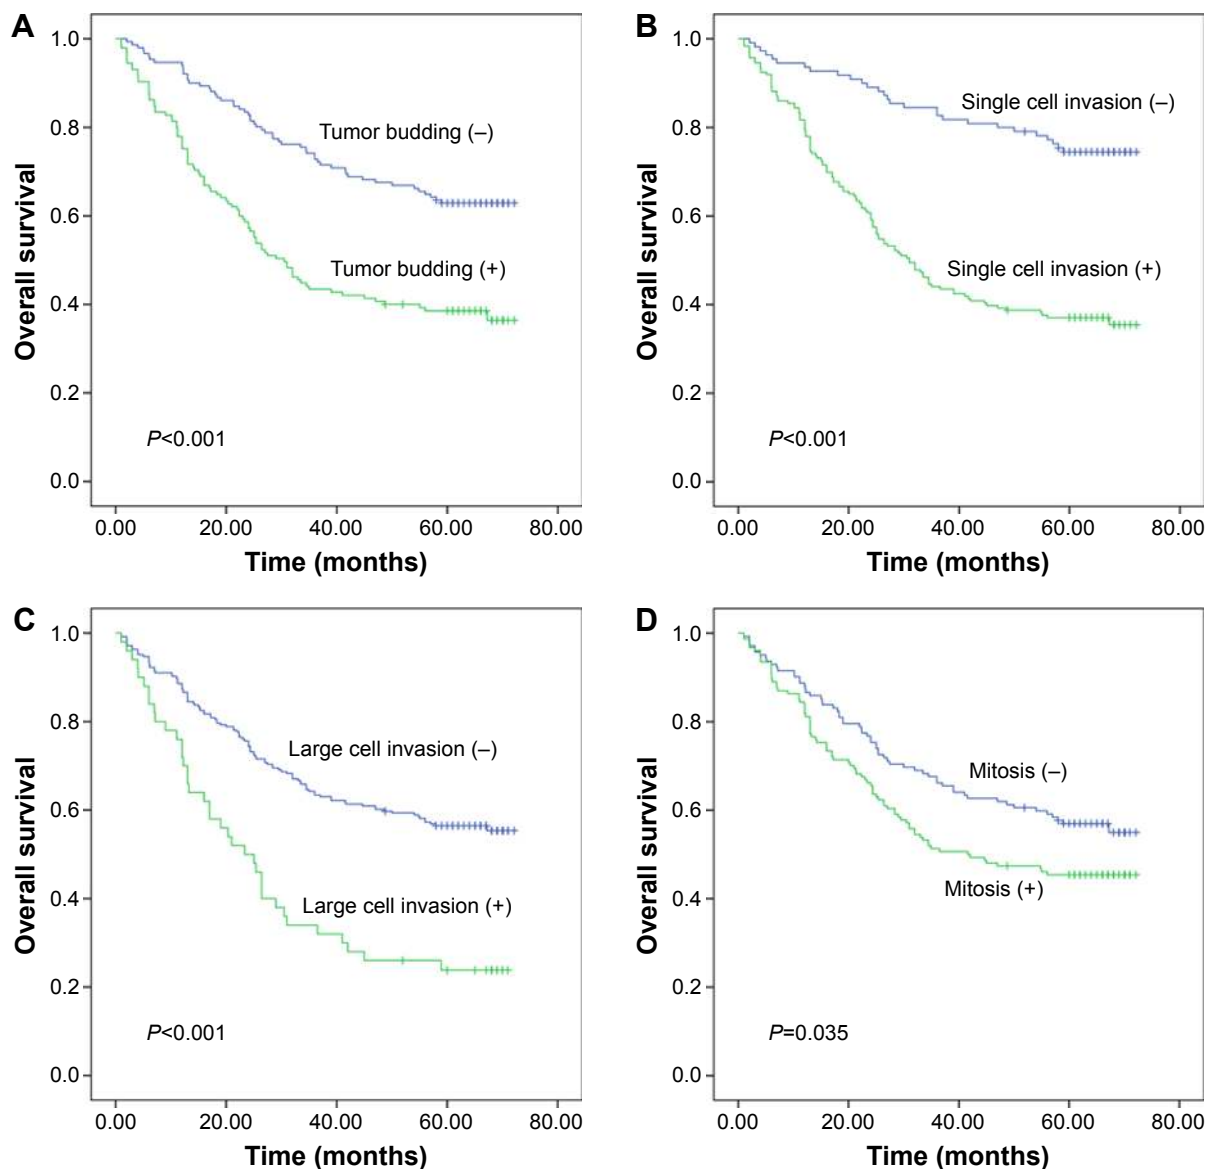 A
Overall survival
1.0
0.8
0.6
0.4
0.2
0.0
Tumor budding (–)
Tumor budding (+)
P<0.001
0.00 20.00 40.00 60.00 80.00
Time (months)
B
Overall survival
1.0
0.8
0.6
0.4
0.2
0.0
Single cell invasion (–)
Single cell invasion (+)
P<0.001
0.00 20.00 40.00 60.00 80.00
Time (months)
C
Overall survival
1.0
0.8
0.6
0.4
0.2
0.0
Large cell invasion (–)
Large cell invasion (+)
P<0.001
0.00 20.00 40.00 60.00 80.00
Time (months)
D
Overall survival
1.0
0.8
0.6
0.4
0.2
0.0
Mitosis (–)
Mitosis (+)
P=0.035
0.00 20.00 40.00 60.00 80.00
Time (months)